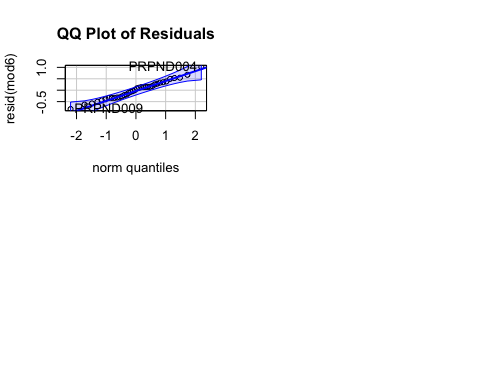 QQ Plot of Residuals
resid(mod6)
1.0
-0.5
PRPND004
PRPND009
-2 -1 0 1 2
norm quantiles